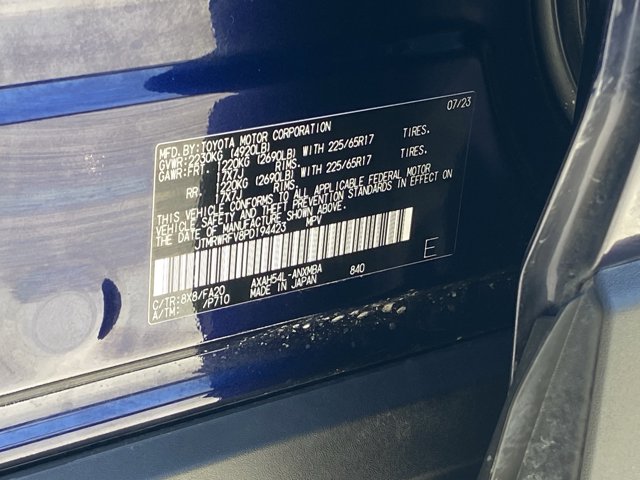 07/23
MFD.BY:TOYOTA MOTOR CORPORATION
GVWR:2230KG (4920LB)
GAWR:FRT. 1220KG (2690LB) WITH 225/65R17 TIRES.
17X7J RIMS.
RR. 1220KG (2690LB) WITH 225/65R17 TIRES.
17X7J RIMS.
THIS VEHICLE CONFORMS TO ALL APPLICABLE FEDERAL MOTOR
VEHICLE SAFETY AND THEFT PREVENTION STANDARDS IN EFFECT ON
THE DATE OF MANUFACTURE SHOWN ABOVE.
JTMRWRFV8PD194423 MPV
E
C/TR:8X8/FA20 AXAH54L-ANXMBA 840
A/TM: /P710 MADE IN JAPAN